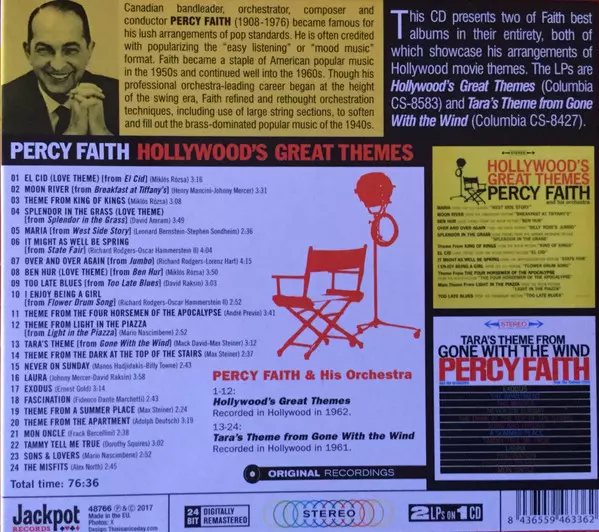 Canadian bandleader, orchestrator, composer and
conductor PERCY FAITH (1908-1976) became famous for
his lush arrangements of pop standards. He is often credited
with popularizing the “easy listening” or “mood music”
format. Faith became a staple of American popular music
in the 1950s and continued well into the 1960s. Though his
professional orchestra-leading career began at the height
of the swing era, Faith refined and rethought orchestration
techniques, including use of large string sections, to soften
and fill out the brass-dominated popular music of the 1940s.
This CD presents two of Faith best
albums in their entirety, both of
which showcase his arrangements of
Hollywood movie themes. The LPs are
Hollywood's Great Themes (Columbia
CS-8583) and Tara's Theme from Gone
With the Wind (Columbia CS-8427).
PERCY FAITH HOLLYWOOD'S GREAT THEMES
01 EL CID (LOVE THEME) [from El Cid] (Miklós Rózsa) 3:16
02 MOON RIVER [from Breakfast at Tiffany's] (Henry Mancini-Johnny Mercer) 3:31
03 THEME FROM KING OF KINGS (Miklós Rózsa) 3:08
04 SPLENDOR IN THE GRASS (LOVE THEME)
[from Splendor in the Grass] (David Amram) 3:49
05 MARIA [from West Side Story] (Leonard Bernstein-Stephen Sondheim) 2:36
06 IT MIGHT AS WELL BE SPRING
[from State Fair] (Richard Rodgers-Oscar Hammerstein II) 4:04
07 OVER AND OVER AGAIN [from Jumbo] (Richard Rodgers-Lorenz Hart) 4:15
08 BEN HUR (LOVE THEME) [from Ben Hur] (Miklós Rózsa) 3:50
09 TOO LATE BLUES [from Too Late Blues] (David Raksin) 3:03
10 I ENJOY BEING A GIRL
[from Flower Drum Song] (Richard Rodgers-Oscar Hammerstein II) 2:52
11 THEME FROM THE FOUR HORSEMEN OF THE APOCALYPSE (André Previn) 3:41
12 THEME FROM LIGHT IN THE PIAZZA
[from Light in the Piazza] (Mario Nascimbene)
13 TARA'S THEME [from Gone With the Wind] (Mack David-Max Steiner)
14 THEME FROM THE DARK AT THE TOP OF THE STAIRS (Max Steiner) 2:37
15 NEVER ON SUNDAY (Manos Hadjidakis-Billy Towne) 2:43
16 LAURA (Johnny Mercer-David Raksin) 3:58
17 EXODUS (Ernest Gold) 3:14
18 FASCINATION (Fidenco Dante Marchetti) 2:43
19 THEME FROM A SUMMER PLACE (Max Steiner) 2:24
20 THEME FROM THE APARTMENT (Adolph Deutsch) 3:19
21 MON ONCLE (Frack Bercellini) 2:38
22 TAMMY TELL ME TRUE (Dorothy Squires) 3:02
23 SONS & LOVERS (Mario Nascimbene) 2:52
24 THE MISFITS (Alex North) 2:46
Total time: 76:36
PERCY FAITH & His Orchestra
1-12:
Hollywood's Great Themes
Recorded in Hollywood in 1962.
13-24:
Tara's Theme from Gone With the Wind
Recorded in Hollywood in 1961.
ORIGINAL RECORDINGS
STEREO
HOLLYWOOD'S
GREAT THEMES
PERCY FAITH
and his orchestra
STEREO
TARA'S THEME FROM
GONE WITH THE WIND
PERCY FAITH
EXODUS
THE APARTMENT
Jackpot
RECORDS
48766 ℗ & © 2017
Made in the EU.
Photos: X
Design: Thisisniceday.com
24
BIT
DIGITALLY
REMASTERED
STEREO
2 LPs ON 1 CD
8 436559 463362